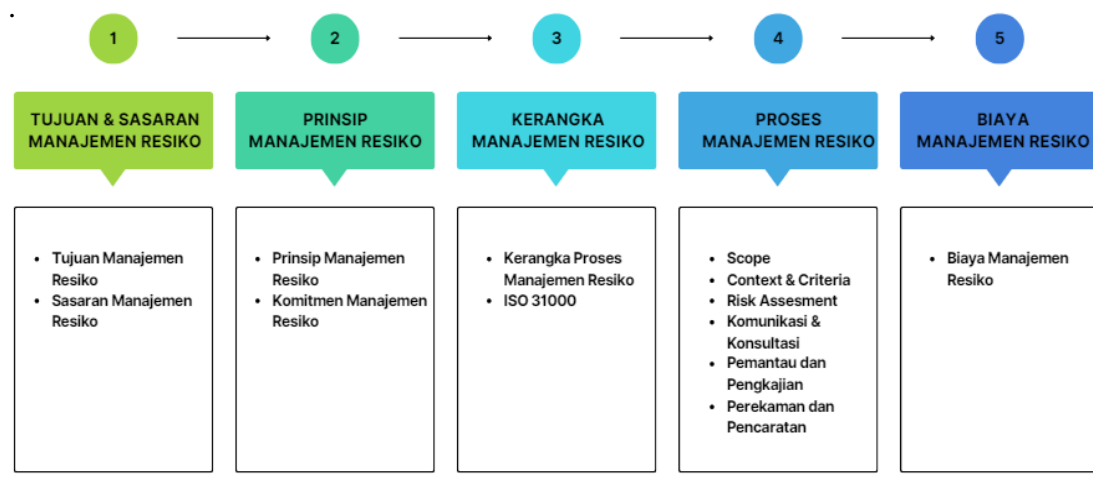 1
2
3
4
5
TUJUAN & SASARAN
MANAJEMEN RESIKO
PRINSIP
MANAJEMEN RESIKO
KERANGKA
MANAJEMEN RESIKO
PROSES
MANAJEMEN RESIKO
BIAYA
MANAJEMEN RESIKO
• Tujuan Manajemen
Resiko
• Sasaran Manajemen
Resiko
• Prinsip Manajemen
Resiko
• Komitmen Manajemen
Resiko
• Kerangka Proses
Manajemen Resiko
• ISO 31000
• Scope
• Context & Criteria
• Risk Assesment
• Komunikasi &
Konsultasi
• Pemantau dan
Pengkajian
• Perekaman dan
Pencaratan
• Biaya Manajemen
Resiko